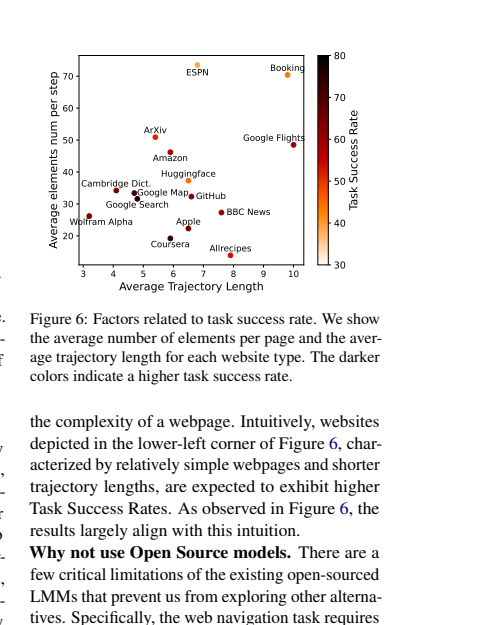 80
Booking
70
ESPN
70
60
ArXiv
60
50
Google Flights
Amazon
50
40
Huggingface
Cambridge Dict.
Google Map
GitHub
Google Search
40
30
BBC News
Wolfram Alpha
Apple
20
Coursera
Allrecipes
30
3 4 5 6 7 8 9 10
Average Trajectory Length
Average elements num per step
Task Success Rate
Figure 6: Factors related to task success rate. We show
the average number of elements per page and the aver-
age trajectory length for each website type. The darker
colors indicate a higher task success rate.
the complexity of a webpage. Intuitively, websites
depicted in the lower-left corner of Figure 6, char-
acterized by relatively simple webpages and shorter
trajectory lengths, are expected to exhibit higher
Task Success Rates. As observed in Figure 6, the
results largely align with this intuition.
Why not use Open Source models. There are a
few critical limitations of the existing open-sourced
LMMs that prevent us from exploring other alterna-
tives. Specifically, the web navigation task requires